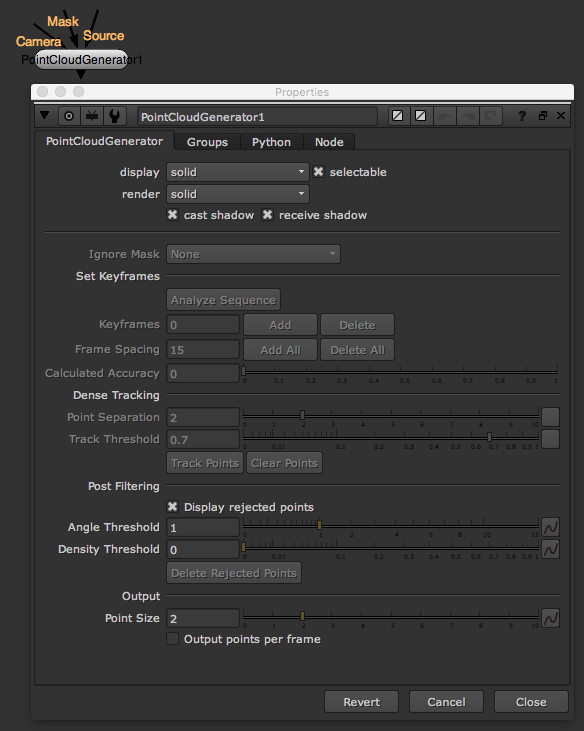 Mask
Camera Source
PointCloudGenerator1
Properties
PointCloudGenerator1 ?
PointCloudGenerator Groups Python Node
display solid selectable
render solid
cast shadow receive shadow
Ignore Mask None
Set Keyframes
Analyze Sequence
Keyframes 0 Add Delete
Frame Spacing 15 Add All Delete All
Calculated Accuracy 0 0 0.1 0.2 0.3 0.4 0.5 0.6 0.7 0.8 0.9 1
Dense Tracking
Point Separation 2 0 1 2 3 4 5 6 7 8 9 10
Track Threshold 0.7 0 0.01 0.1 0.2 0.3 0.4 0.5 0.6 0.7 0.8 0.9 1
Track Points Clear Points
Post Filtering
Display rejected points
Angle Threshold 1 0 1 2 4 6 8 10 15
Density Threshold 0 0 0.01 0.1 0.2 0.3 0.4 0.5 0.6 0.7 0.8 0.9 1
Delete Rejected Points
Output
Point Size 2 0 1 2 3 4 5 6 7 8 9 10
Output points per frame
Revert Cancel Close